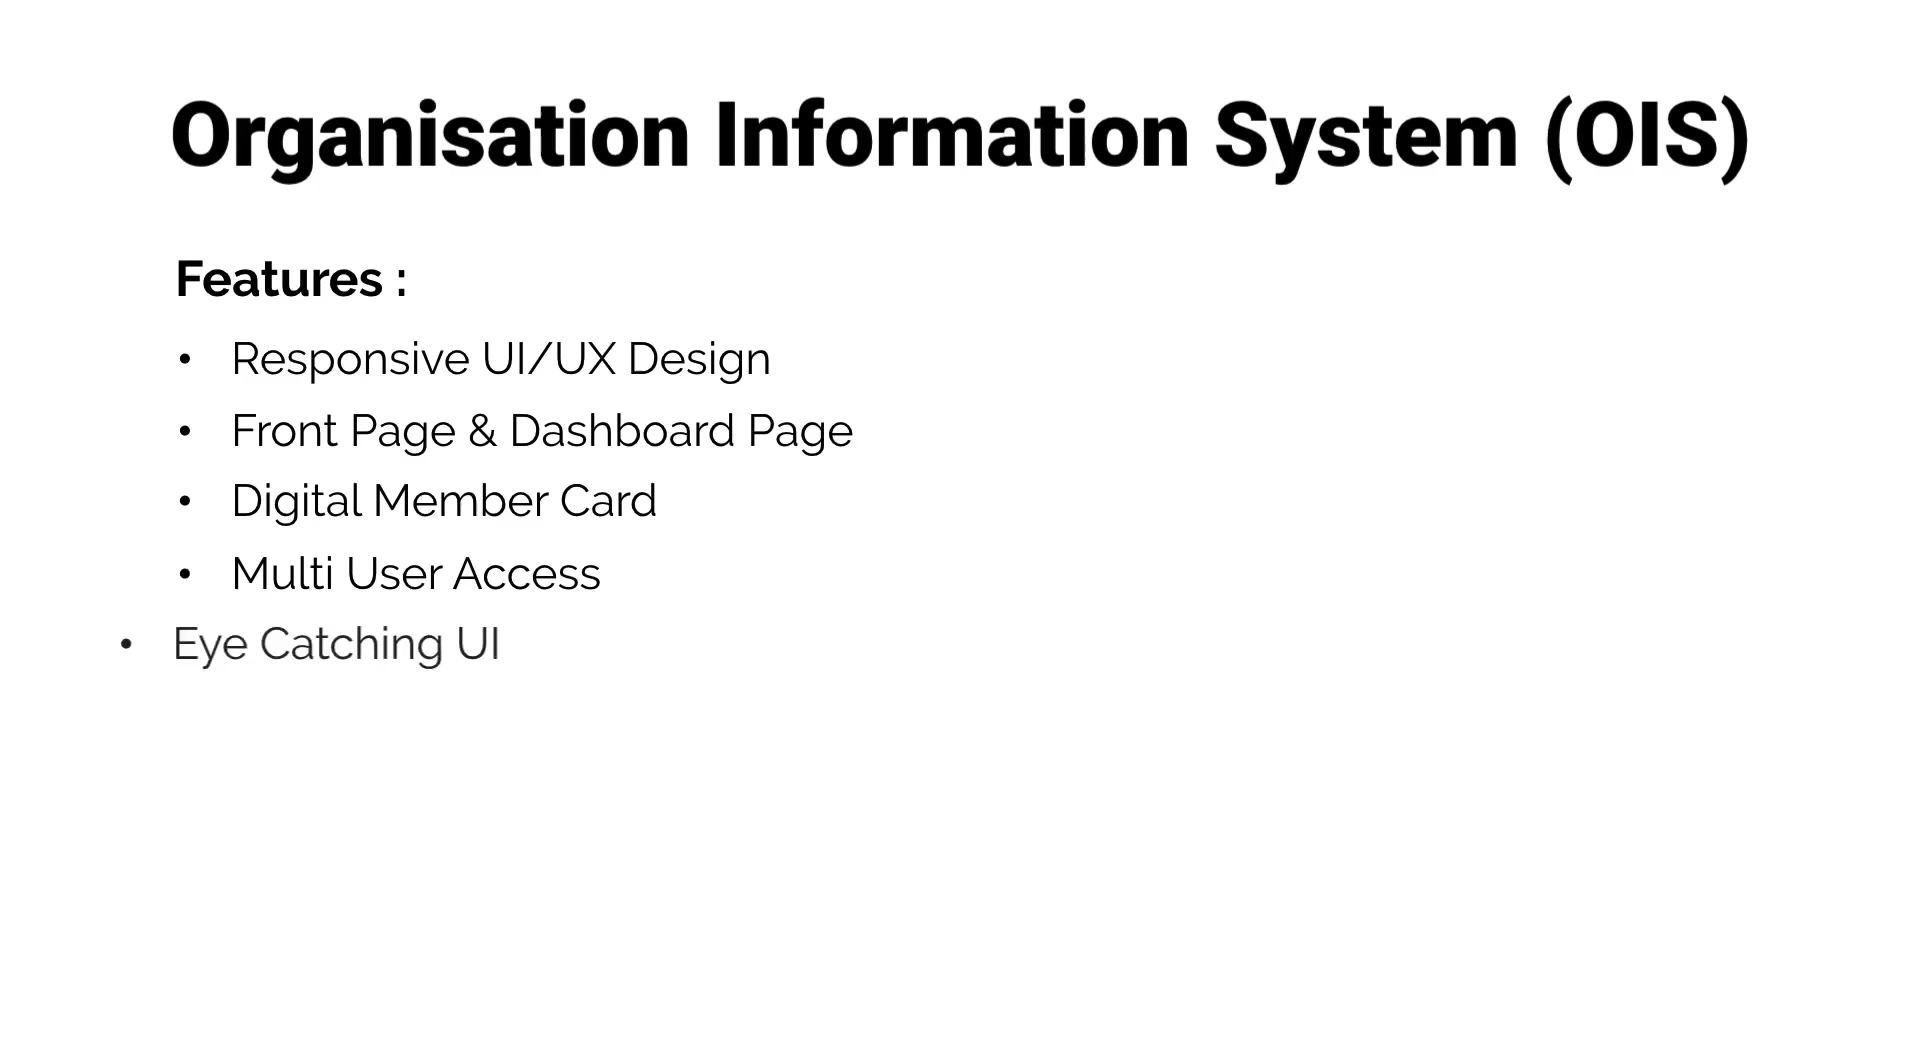 Organisation Information System (OIS)
Features :
• Responsive UI/UX Design
• Front Page & Dashboard Page
• Digital Member Card
• Multi User Access
• Eye Catching UI